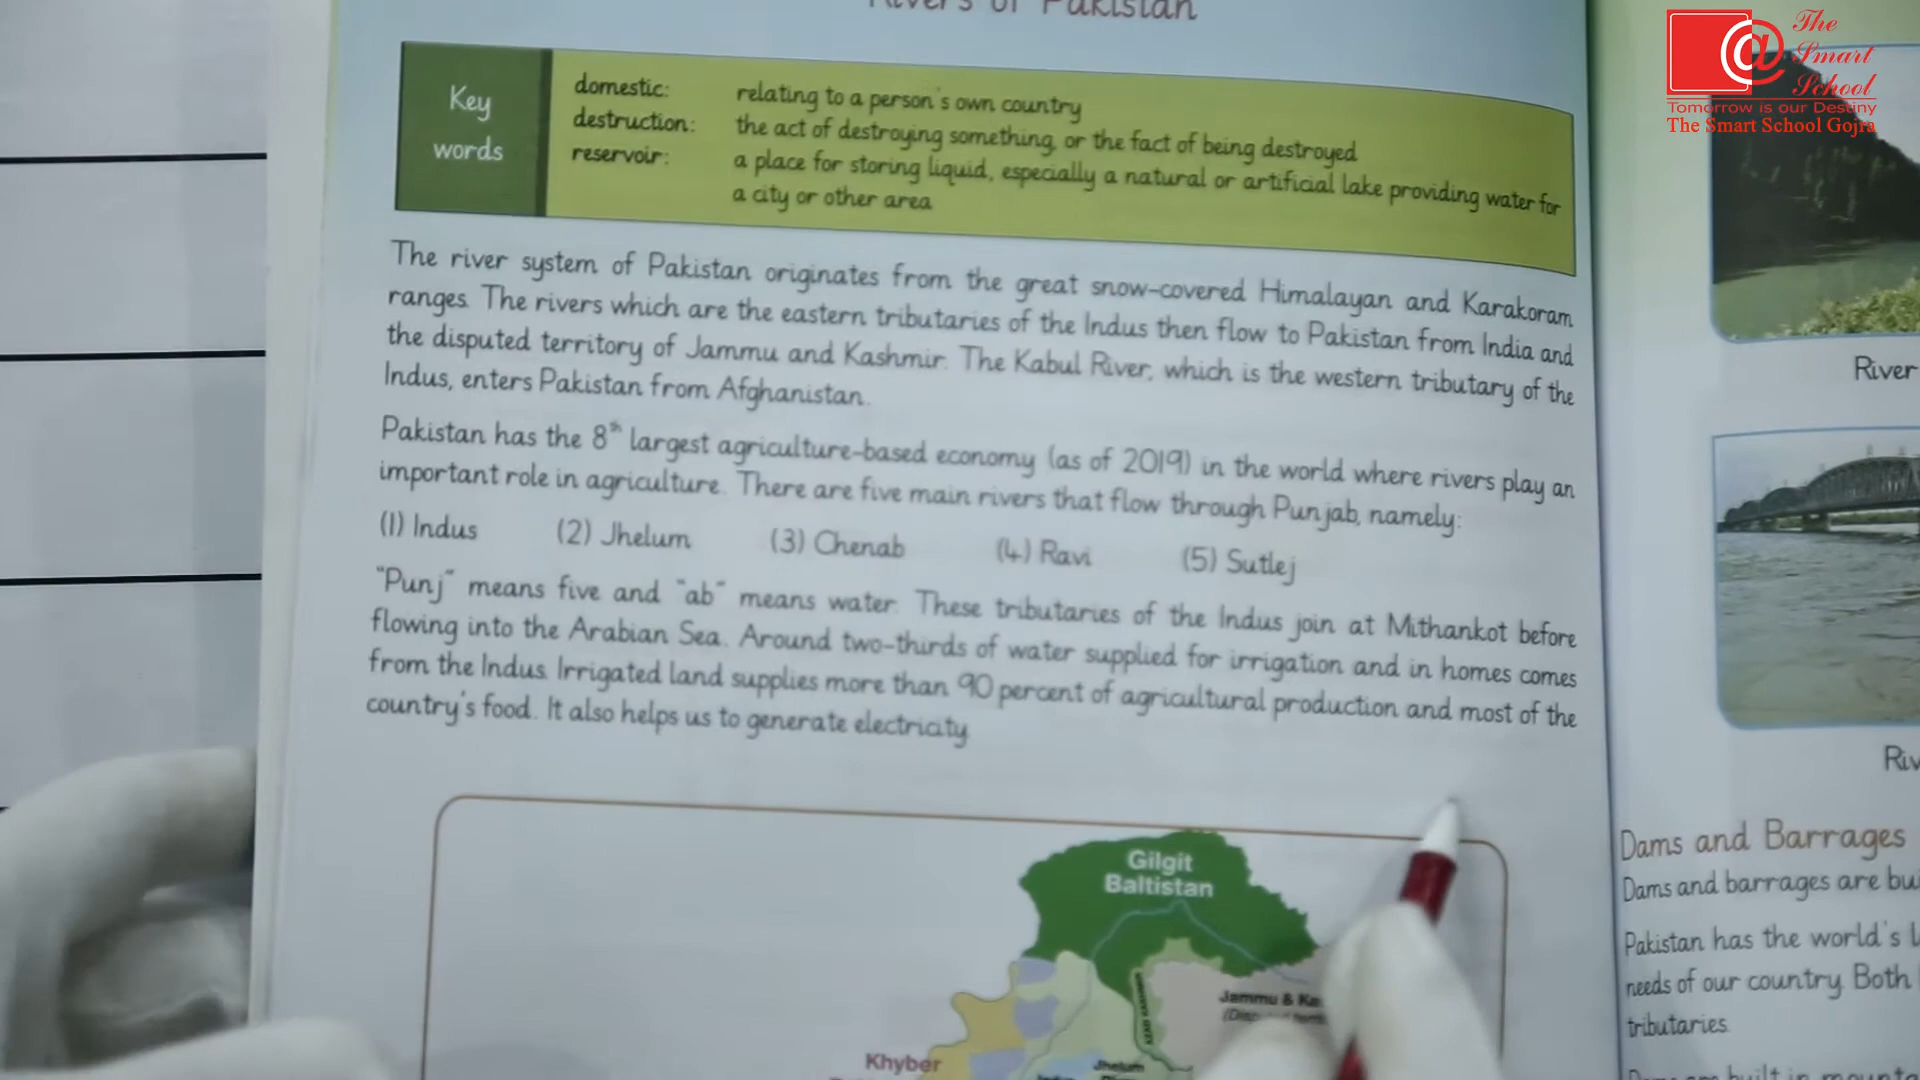 Rivers of Pakistan
Key
words
domestic: relating to a person's own country
destruction: the act of destroying something, or the fact of being destroyed
reservoir: a place for storing liquid, especially a natural or artificial lake providing water for
a city or other area
The river system of Pakistan originates from the great snow-covered Himalayan and Karakoram
ranges. The rivers which are the eastern tributaries of the Indus then flow to Pakistan from India and
the disputed territory of Jammu and Kashmir. The Kabul River, which is the western tributary of the
Indus, enters Pakistan from Afghanistan.
Pakistan has the 8th largest agriculture-based economy (as of 2019) in the world where rivers play an
important role in agriculture. There are five main rivers that flow through Punjab, namely:
(1) Indus (2) Jhelum (3) Chenab (4) Ravi (5) Sutlej
"Punj" means five and "ab" means water. These tributaries of the Indus join at Mithankot before
flowing into the Arabian Sea. Around two-thirds of water supplied for irrigation and in homes comes
from the Indus. Irrigated land supplies more than 90 percent of agricultural production and most of the
country's food. It also helps us to generate electricity.
Gilgit
Baltistan
Jammu &
Khyber
Jhelum
The
Smart
School
Tomorrow is our Destiny
The Smart School Gojra
River
Dams and Barrages
Dams and barrages are
Pakistan has the world's
needs of our country. Both
tributaries.
built in